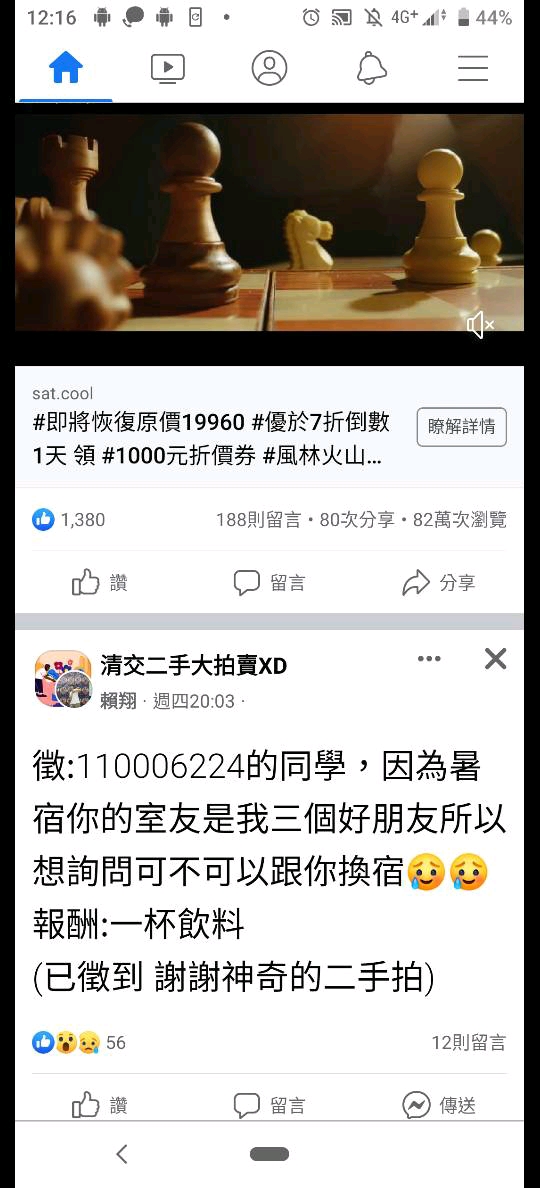 12:16
4G+
44%
sat.cool
#即將恢復原價19960 #優於7折倒數
1天 領 #1000元折價券 #風林火山...
瞭解詳情
1,380
188則留言・80次分享・82萬次瀏覽
讚
留言
分享
清交二手大拍賣XD
賴翔 · 週四20:03 ·
徵:110006224的同學，因為暑
宿你的室友是我三個好朋友所以
想詢問可不可以跟你換宿🥲🥲
報酬:一杯飲料
(已徵到 謝謝神奇的二手拍)
56
12則留言
讚
留言
傳送